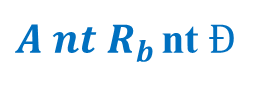 A nt R_b nt Đ